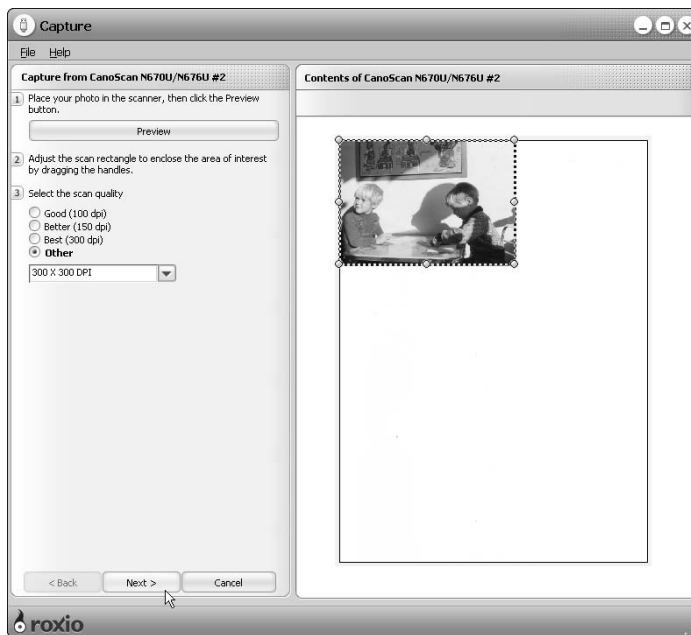 Capture
File Help
Capture from CanoScan N670U/N676U #2
1 Place your photo in the scanner, then click the Preview
button.
Preview
2 Adjust the scan rectangle to enclose the area of interest
by dragging the handles.
3 Select the scan quality
Good (100 dpi)
Better (150 dpi)
Best (300 dpi)
Other
300 X 300 DPI
< Back Next > Cancel
Contents of CanoScan N670U/N676U #2
roxio